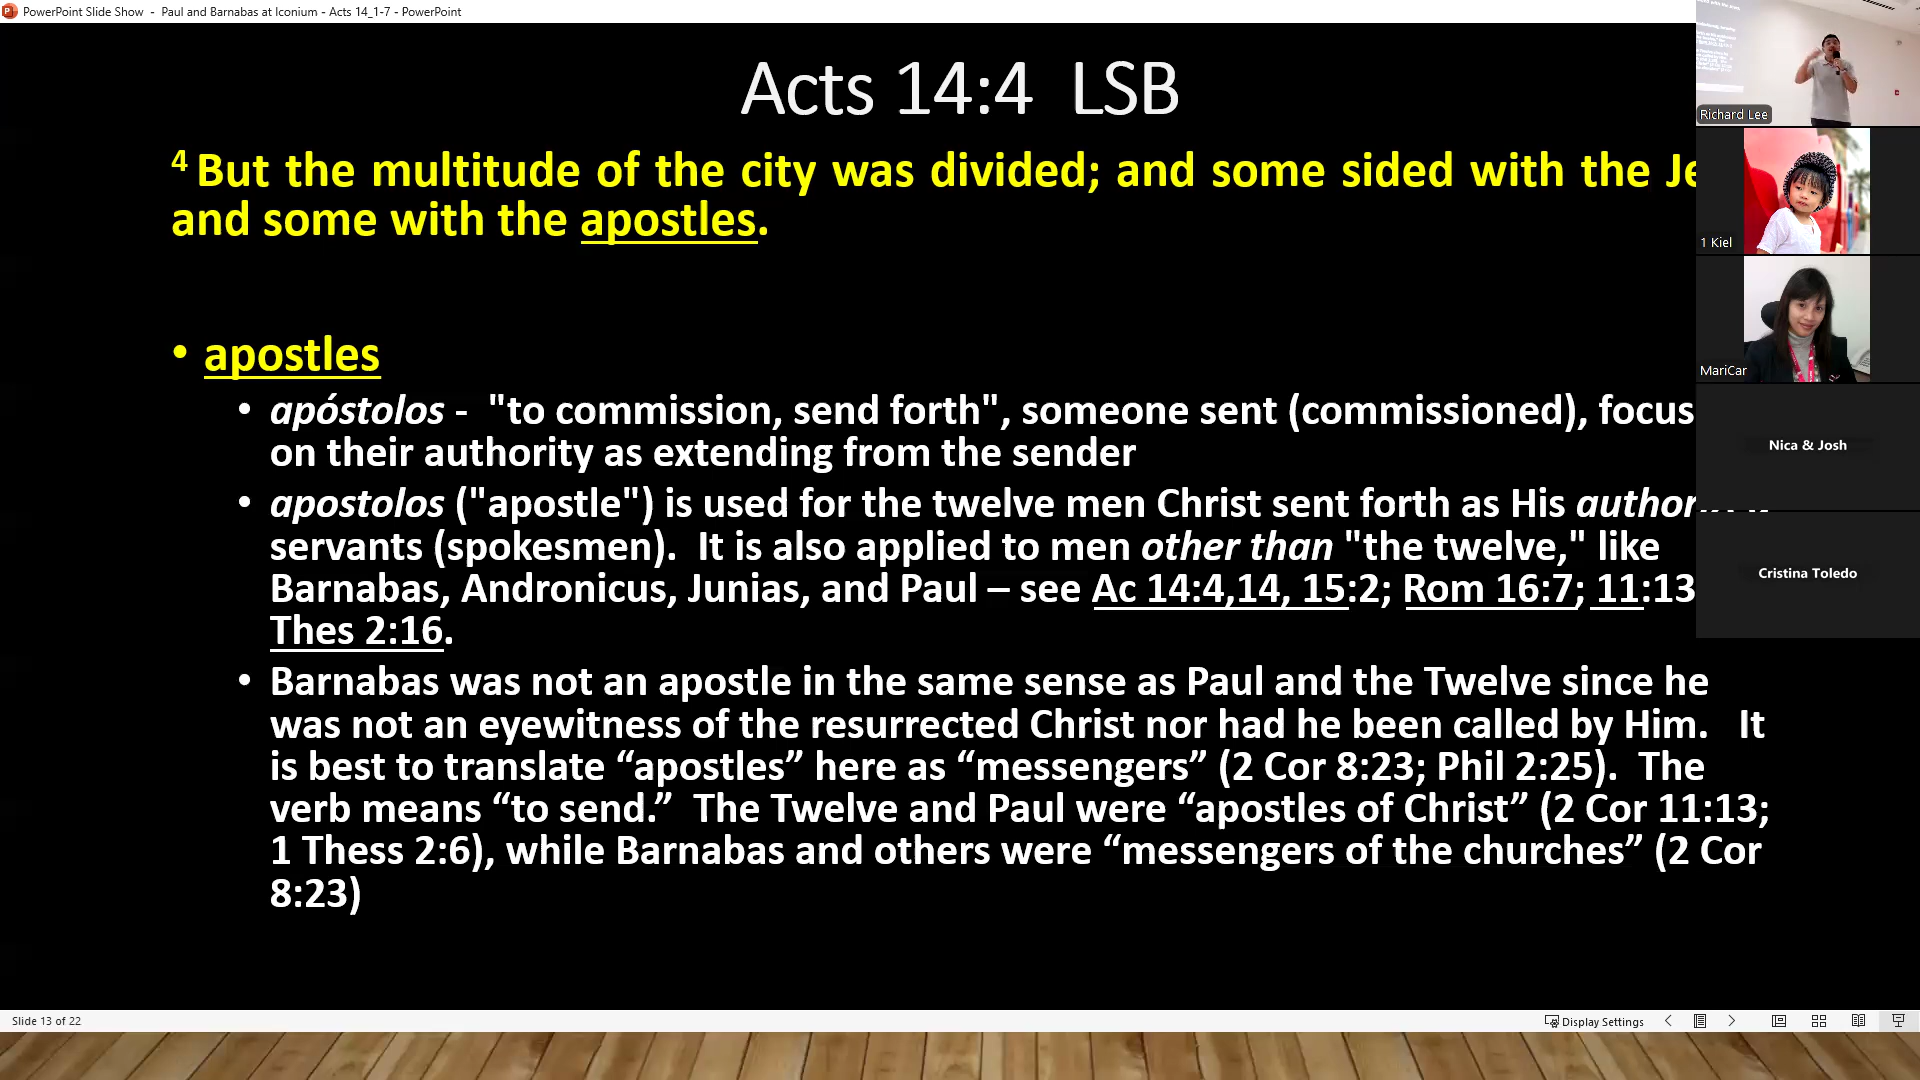 PowerPoint Slide Show - Paul and Barnabas at Iconium - Acts 14_1-7 - PowerPoint
Acts 14:4 LSB
4 But the multitude of the city was divided; and some sided with the
and some with the apostles.
• apostles
• apóstolos - "to commission, send forth", someone sent (commissioned), focus
on their authority as extending from the sender
• apostolos ("apostle") is used for the twelve men Christ sent forth as His
servants (spokesmen). It is also applied to men other than "the twelve," like
Barnabas, Andronicus, Junias, and Paul – see Ac 14:4,14, 15:2; Rom 16:7; 11:13
Thes 2:16.
• Barnabas was not an apostle in the same sense as Paul and the Twelve since he
was not an eyewitness of the resurrected Christ nor had he been called by Him. It
is best to translate “apostles” here as “messengers” (2 Cor 8:23; Phil 2:25). The
verb means “to send.” The Twelve and Paul were “apostles of Christ” (2 Cor 11:13;
1 Thess 2:6), while Barnabas and others were “messengers of the churches” (2 Cor
8:23)
Richard Lee
1 Kiel
MariCar
Nica & Josh
Cristina Toledo
Slide 13 of 22
Display Settings